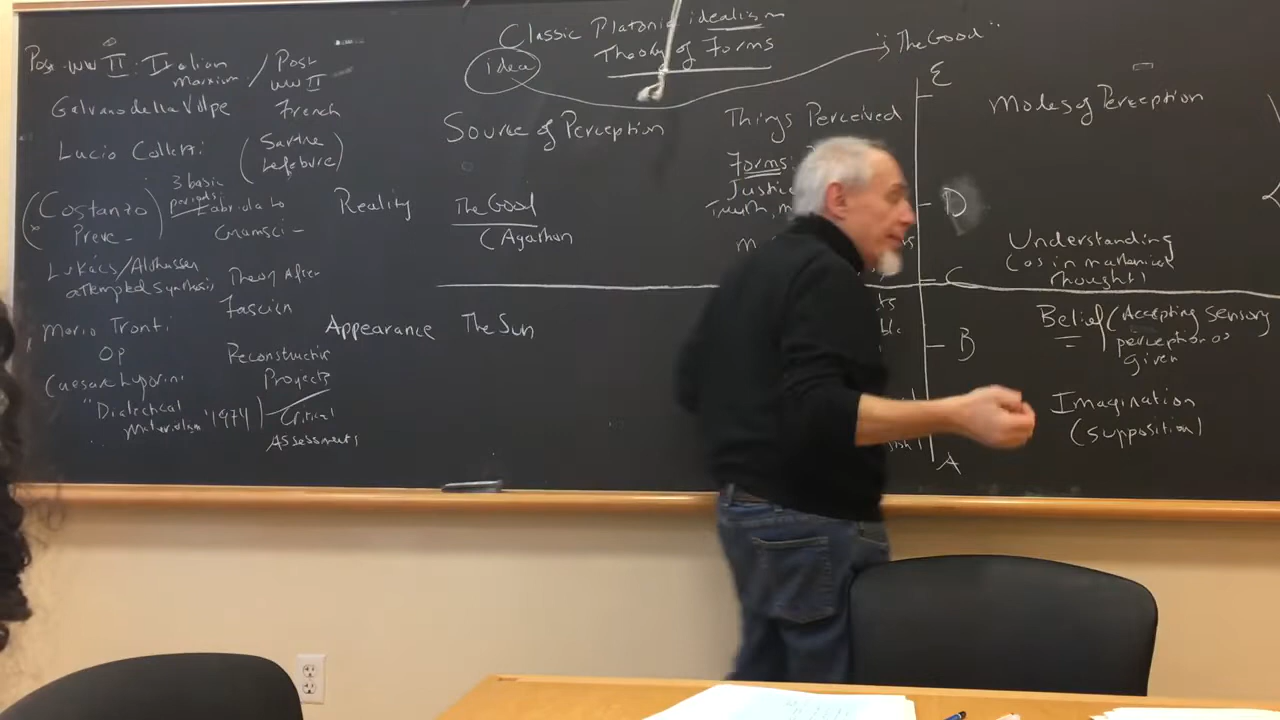 Post WW II: Italian Marxism /
Post
WW II
French
Galvano della Volpe
Lucio Colletti
(Sartre
Lefebvre)
(Costanzo
Preve)
3 basic
periods
Labriola to
Gramsci -
Lukács/Althusser
attempted synthesis
Theory After
Fascism
Mario Tronti
Op
Reconstructive
Projects
Caesare Luporini
"Dialectical
Materialism" 1974)
Critical
Assessments
Classic Platonic idealism
Theory of Forms
idea
"The Good"
Source of Perception
Things Perceived
Modes of Perception
Forms:
Justice
Truth,
Reality
The Good
(Agathon
Appearance
The Sun
E
D
C
B
A
Understanding
(as in mathematical
thought)
Belief (Accepting sensory
perception as
given
Imagination
(supposition)